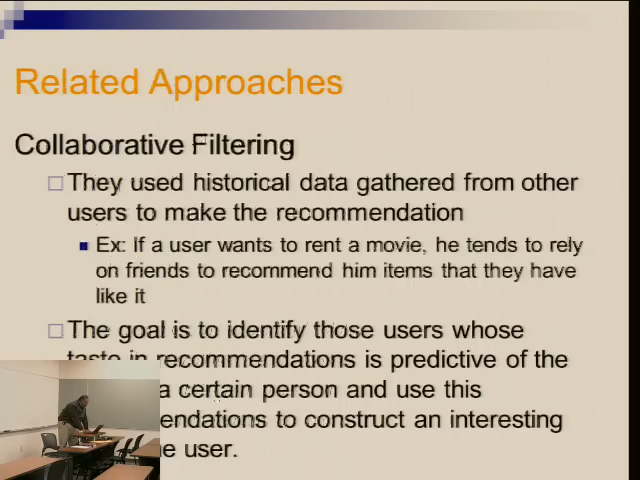 Related Approaches
Collaborative Filtering
They used historical data gathered from other
users to make the recommendation
Ex: If a user wants to rent a movie, he tends to rely
on friends to recommend him items that they have
like it
The goal is to identify those users whose
taste in recommendations is predictive of the
a certain person and use this
endations to construct an interesting
e user.